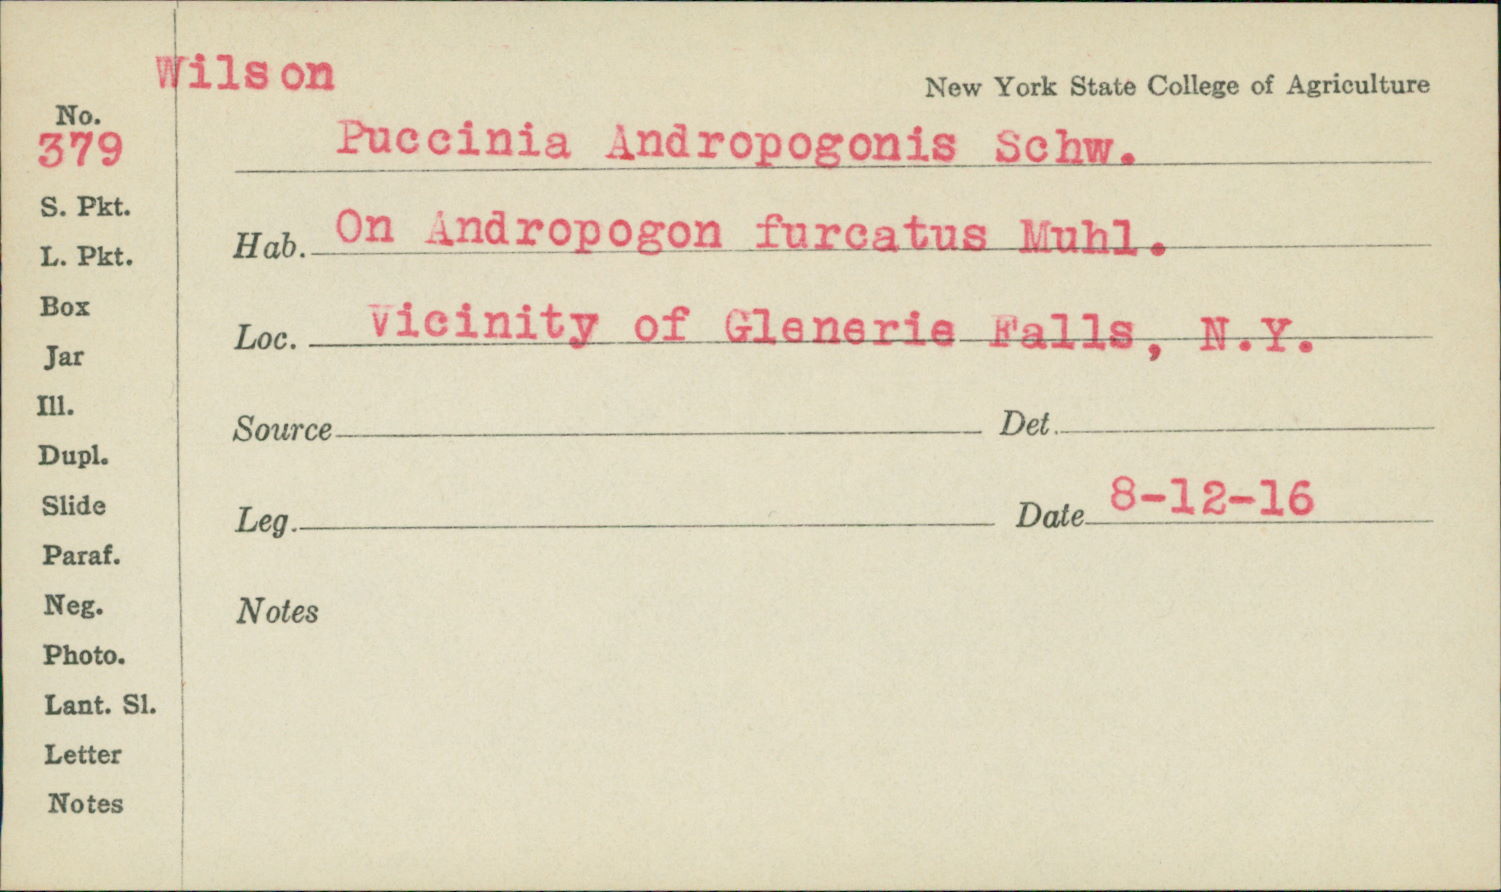 Wilson
New York State College of Agriculture
No.
379
Puccinia Andropogonis Schw.
S. Pkt.
Hab. On Andropogon furcatus Muhl.
L. Pkt.
Box
Loc. Vicinity of Glenerie Falls, N.Y.
Jar
Ill.
Source Det.
Dupl.
Slide
Leg. Date 8-12-16
Paraf.
Neg.
Notes
Photo.
Lant. Sl.
Letter
Notes